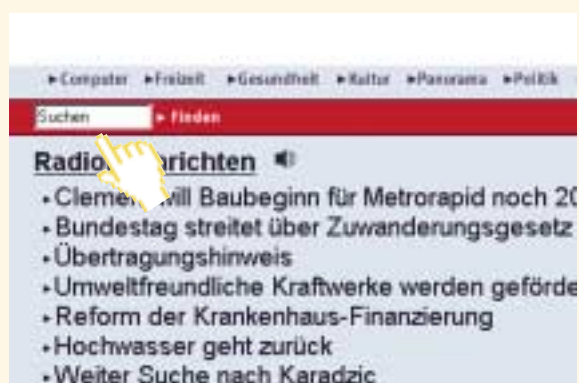 ▸Computer ▸Freizeit ▸Gesundheit ▸Kultur ▸Panorama ▸Politik
Suchen ▸ Finden
Radio
• Clement will Baubeginn für Metrorapid noch 20
• Bundestag streitet über Zuwanderungsgesetz
• Übertragungshinweis
• Umweltfreundliche Kraftwerke werden geförde
• Reform der Krankenhaus-Finanzierung
• Hochwasser geht zurück
• Weiter Suche nach Karadzic